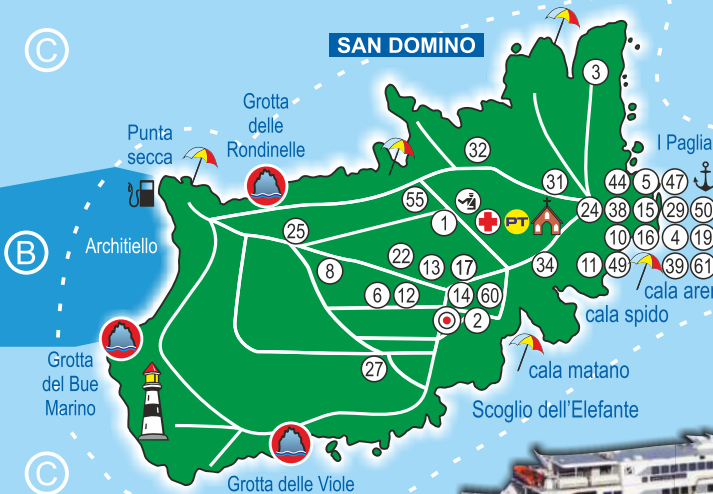 C
SAN DOMINO
3
Grotta
delle
Rondinelle
Punta
secca
I Paglia
32
31
44 5 47
55
1
PT
24 38 15 29 50
25
Architiello
B
10 16 4 19
22
13 17
34
11 49 39 61
8
6 12
14 60
2
cala aren
cala spido
27
cala matano
Grotta
del Bue
Marino
Scoglio dell'Elefante
C
Grotta delle Viole